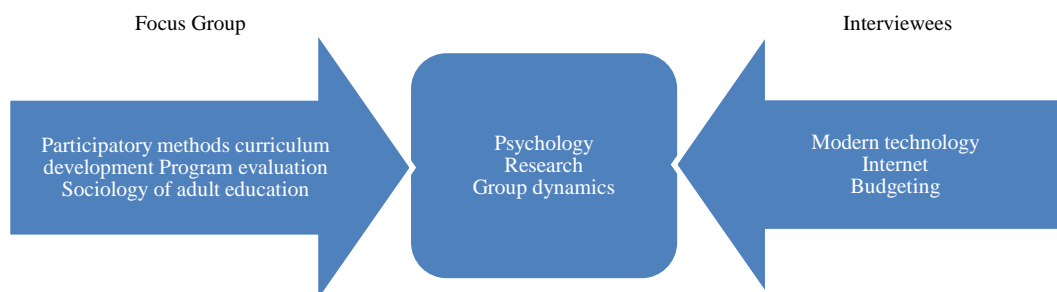 Focus Group
Interviewees
Participatory methods curriculum
development Program evaluation
Sociology of adult education
Psychology
Research
Group dynamics
Modern technology
Internet
Budgeting